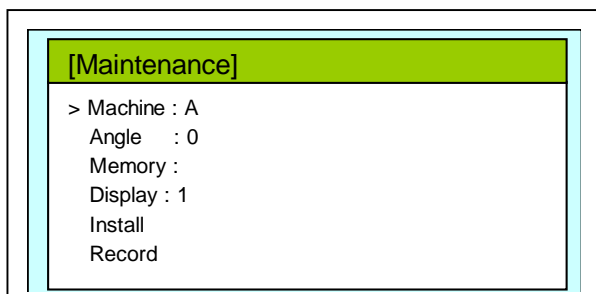 [Maintenance]
> Machine : A
Angle : 0
Memory :
Display : 1
Install
Record